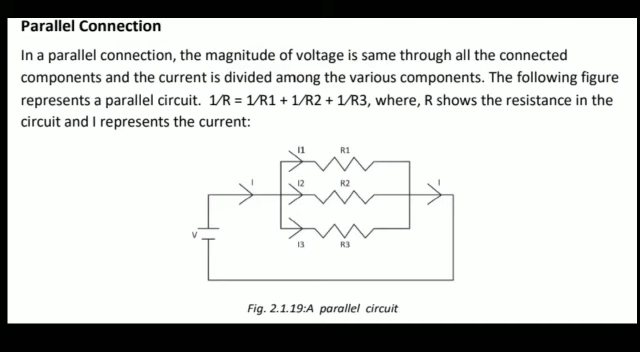 Parallel Connection
In a parallel connection, the magnitude of voltage is same through all the connected
components and the current is divided among the various components. The following figure
represents a parallel circuit. 1/R = 1/R1 + 1/R2 + 1/R3, where, R shows the resistance in the
circuit and I represents the current:
I1 R1
I I2 R2 I
V
I3 R3
Fig. 2.1.19:A parallel circuit